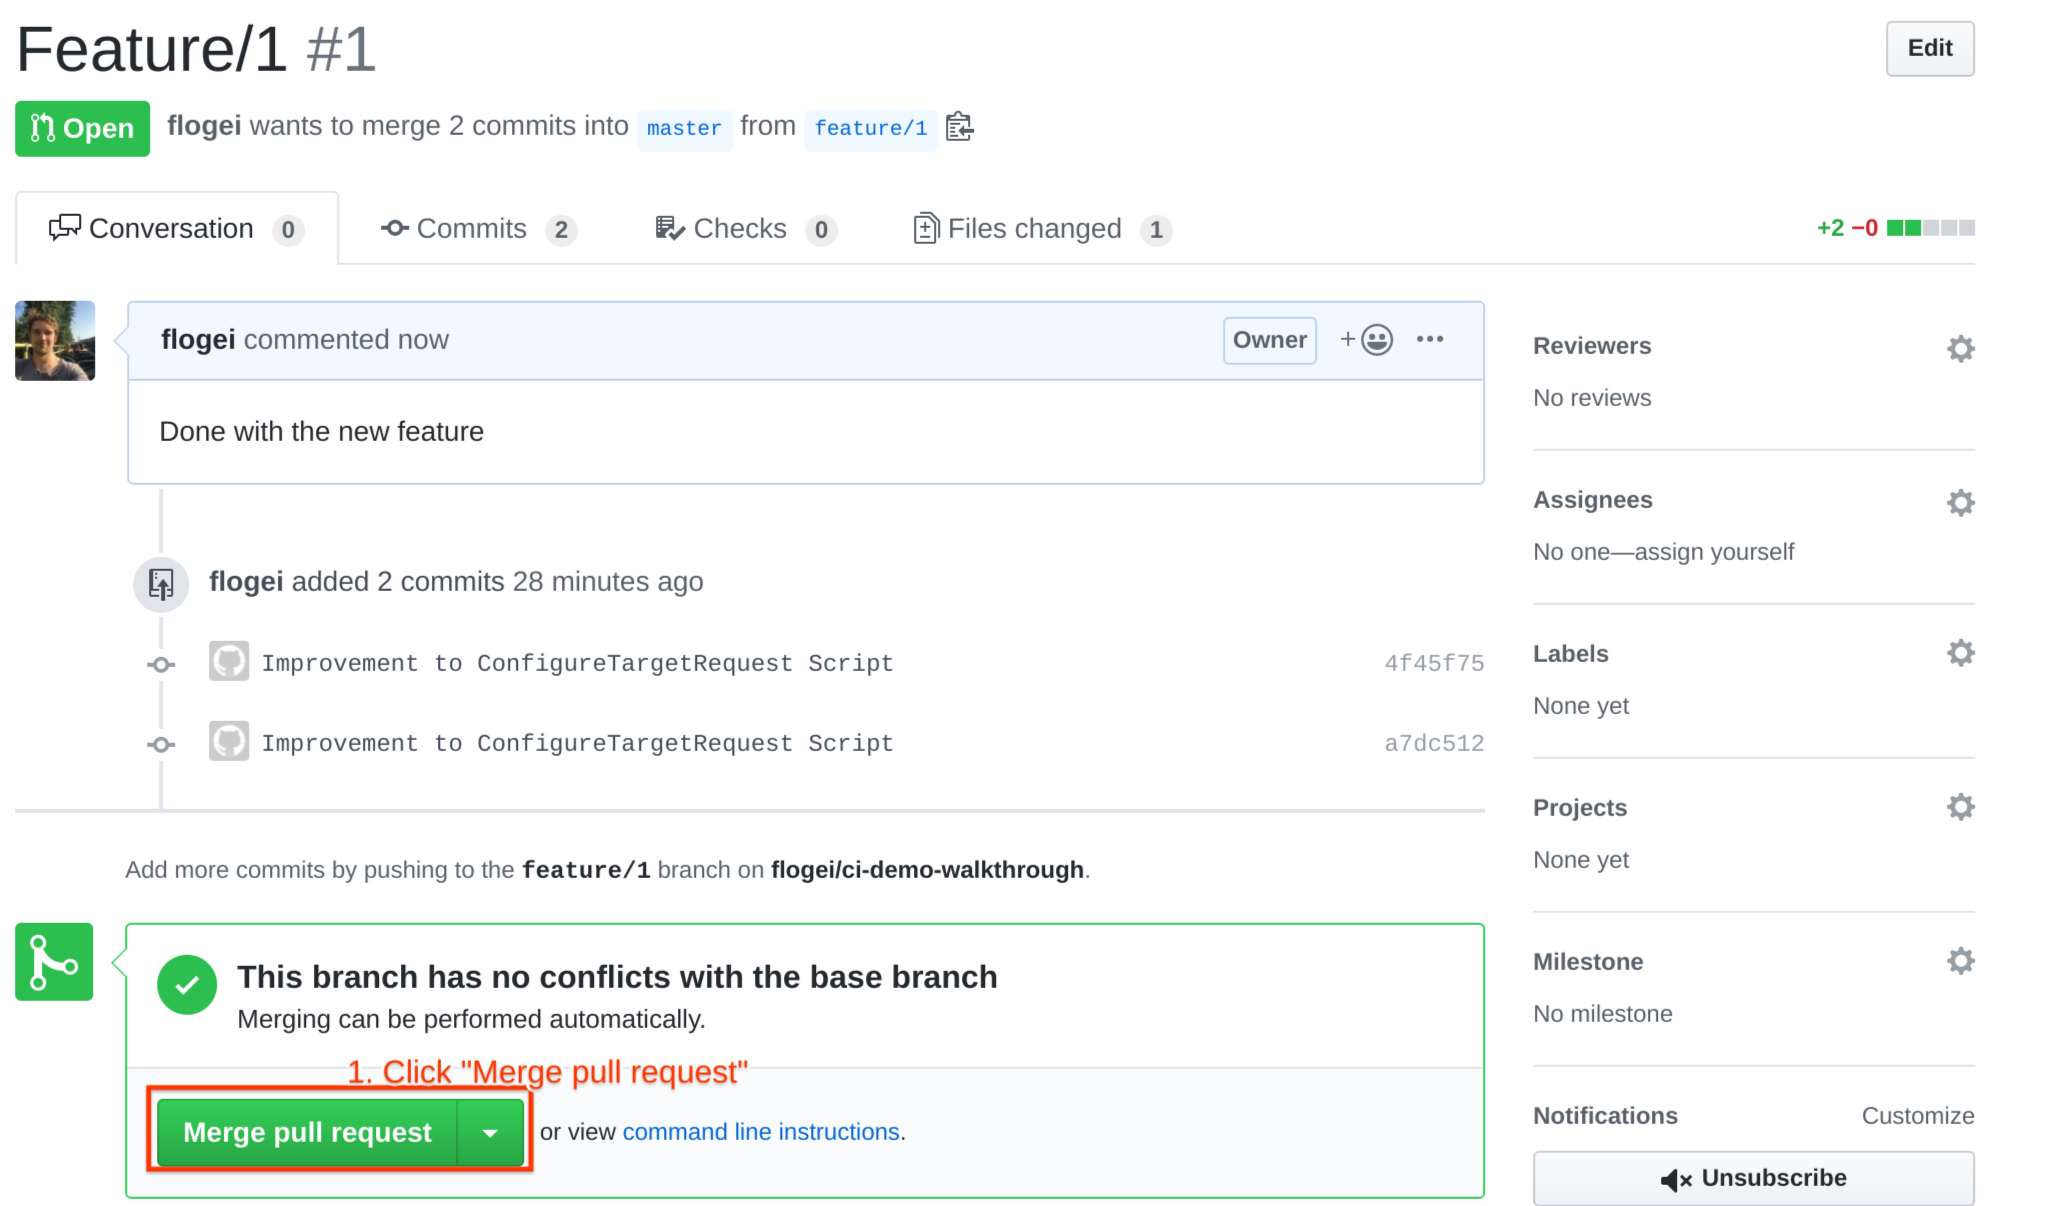 Feature/1 #1
Edit
Open
flogei wants to merge 2 commits into master from feature/1
Conversation 0
Commits 2
Checks 0
Files changed 1
+2 −0
flogei commented now
Owner
+
Done with the new feature
flogei added 2 commits 28 minutes ago
Improvement to ConfigureTargetRequest Script 4f45f75
Improvement to ConfigureTargetRequest Script a7dc512
Add more commits by pushing to the feature/1 branch on flogei/ci-demo-walkthrough.
This branch has no conflicts with the base branch
Merging can be performed automatically.
1. Click "Merge pull request"
Merge pull request
or view command line instructions.
Reviewers
No reviews
Assignees
No one—assign yourself
Labels
None yet
Projects
None yet
Milestone
No milestone
Notifications
Customize
Unsubscribe